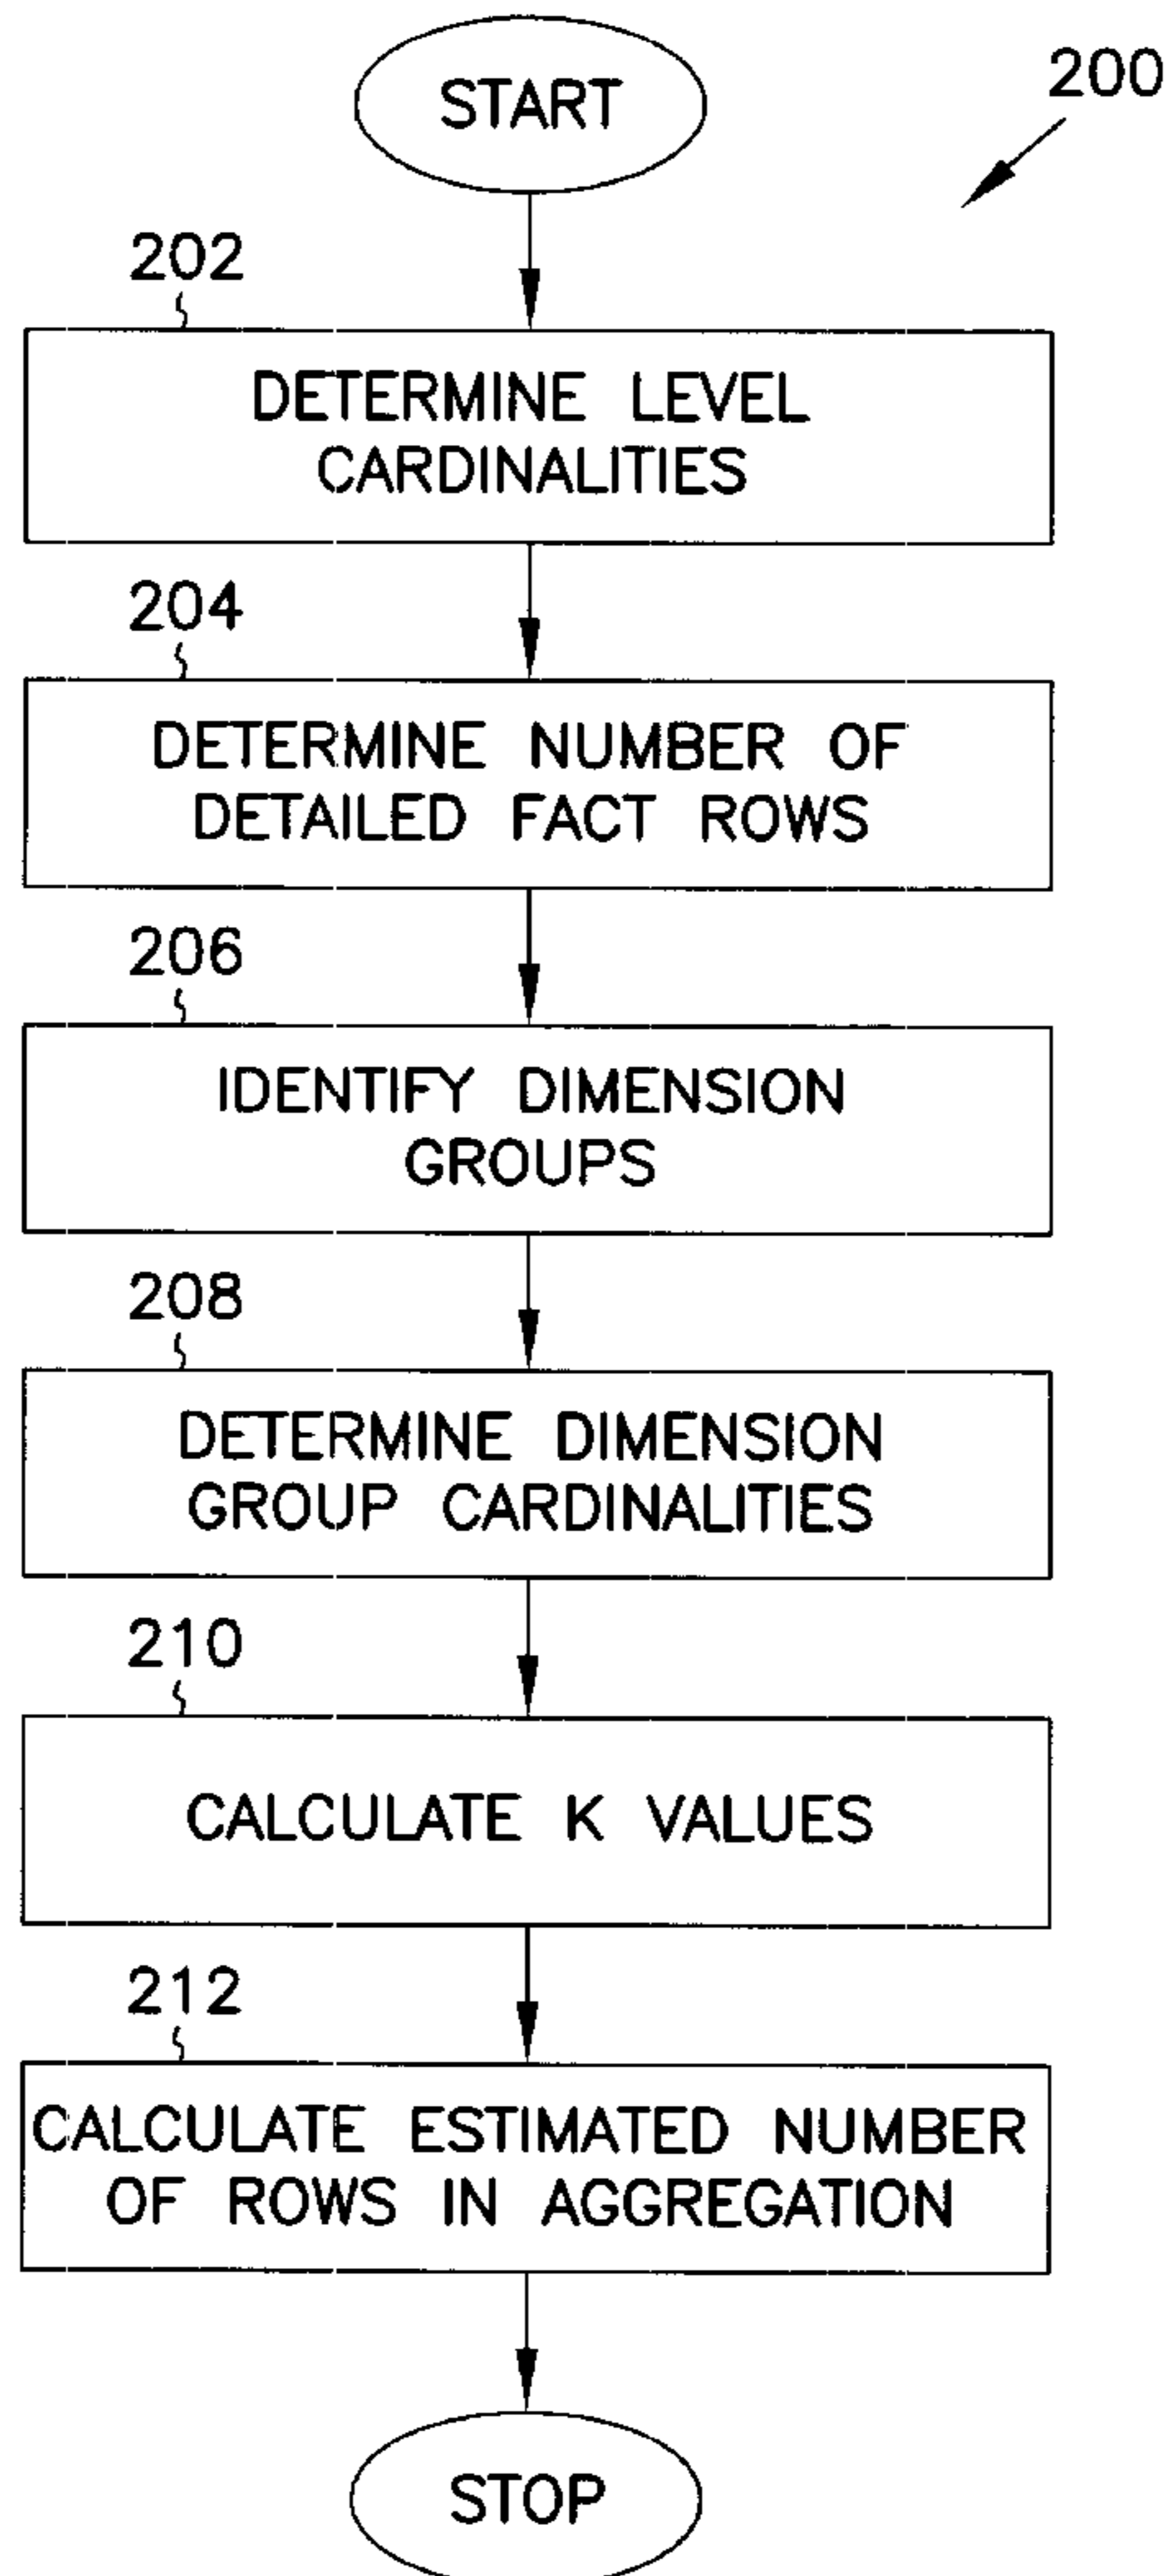 START
200
202
DETERMINE LEVEL
CARDINALITIES
204
DETERMINE NUMBER OF
DETAILED FACT ROWS
206
IDENTIFY DIMENSION
GROUPS
208
DETERMINE DIMENSION
GROUP CARDINALITIES
210
CALCULATE K VALUES
212
CALCULATE ESTIMATED NUMBER
OF ROWS IN AGGREGATION
STOP